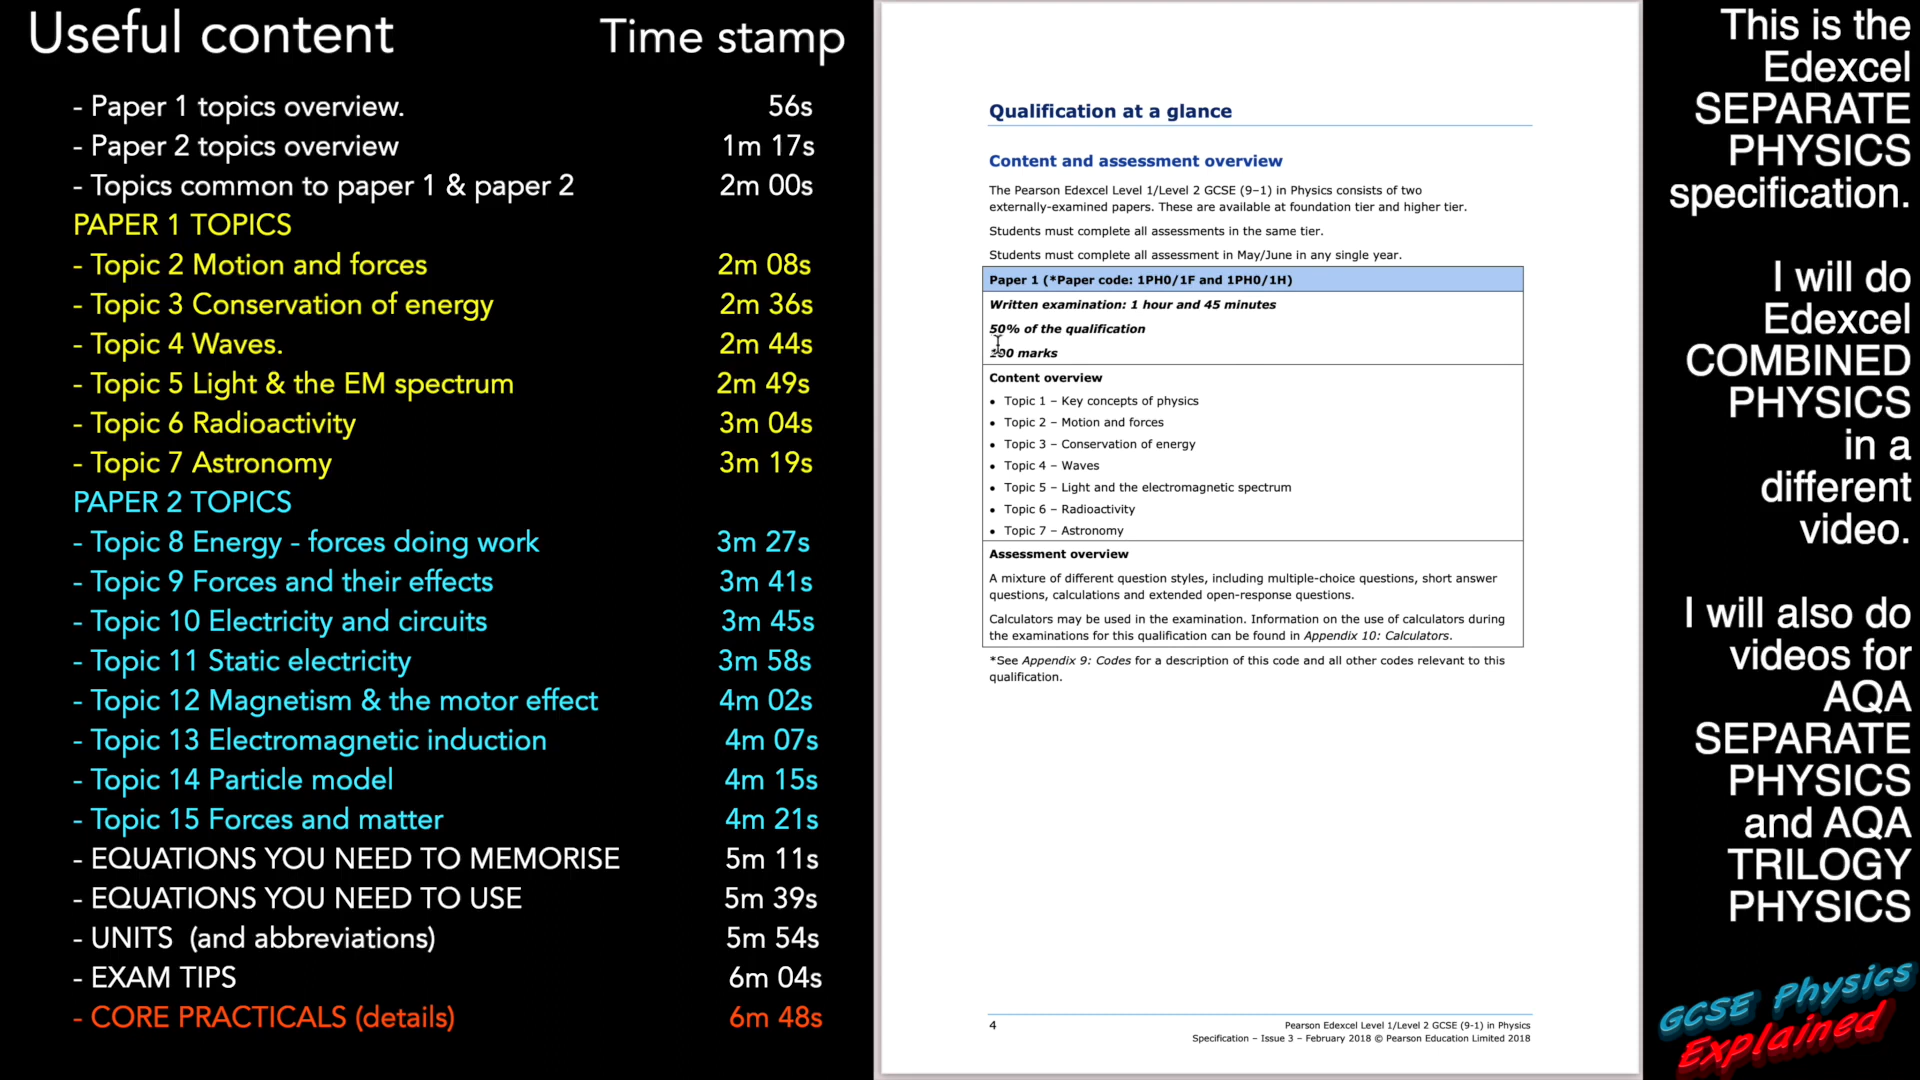 Useful content Time stamp
- Paper 1 topics overview. 56s
- Paper 2 topics overview 1m 17s
- Topics common to paper 1 & paper 2 2m 00s
PAPER 1 TOPICS
- Topic 2 Motion and forces 2m 08s
- Topic 3 Conservation of energy 2m 36s
- Topic 4 Waves. 2m 44s
- Topic 5 Light & the EM spectrum 2m 49s
- Topic 6 Radioactivity 3m 04s
- Topic 7 Astronomy 3m 19s
PAPER 2 TOPICS
- Topic 8 Energy - forces doing work 3m 27s
- Topic 9 Forces and their effects 3m 41s
- Topic 10 Electricity and circuits 3m 45s
- Topic 11 Static electricity 3m 58s
- Topic 12 Magnetism & the motor effect 4m 02s
- Topic 13 Electromagnetic induction 4m 07s
- Topic 14 Particle model 4m 15s
- Topic 15 Forces and matter 4m 21s
- EQUATIONS YOU NEED TO MEMORISE 5m 11s
- EQUATIONS YOU NEED TO USE 5m 39s
- UNITS (and abbreviations) 5m 54s
- EXAM TIPS 6m 04s
- CORE PRACTICALS (details) 6m 48s
Qualification at a glance
Content and assessment overview
The Pearson Edexcel Level 1/Level 2 GCSE (9–1) in Physics consists of two
externally-examined papers. These are available at foundation tier and higher tier.
Students must complete all assessments in the same tier.
Students must complete all assessment in May/June in any single year.
Paper 1 (*Paper code: 1PH0/1F and 1PH0/1H)
Written examination: 1 hour and 45 minutes
50% of the qualification
100 marks
Content overview
• Topic 1 – Key concepts of physics
• Topic 2 – Motion and forces
• Topic 3 – Conservation of energy
• Topic 4 – Waves
• Topic 5 – Light and the electromagnetic spectrum
• Topic 6 – Radioactivity
• Topic 7 – Astronomy
Assessment overview
A mixture of different question styles, including multiple-choice questions, short answer
questions, calculations and extended open-response questions.
Calculators may be used in the examination. Information on the use of calculators during
the examinations for this qualification can be found in Appendix 10: Calculators.
*See Appendix 9: Codes for a description of this code and all other codes relevant to this
qualification.
4
Pearson Edexcel Level 1/Level 2 GCSE (9-1) in Physics
Specification – Issue 3 – February 2018 © Pearson Education Limited 2018
This is the
Edexcel
SEPARATE
PHYSICS
specification.
I will do
Edexcel
COMBINED
PHYSICS
in a
different
video.
I will also do
videos for
AQA
SEPARATE
PHYSICS
and AQA
TRILOGY
PHYSICS
GCSE Physics
Explained